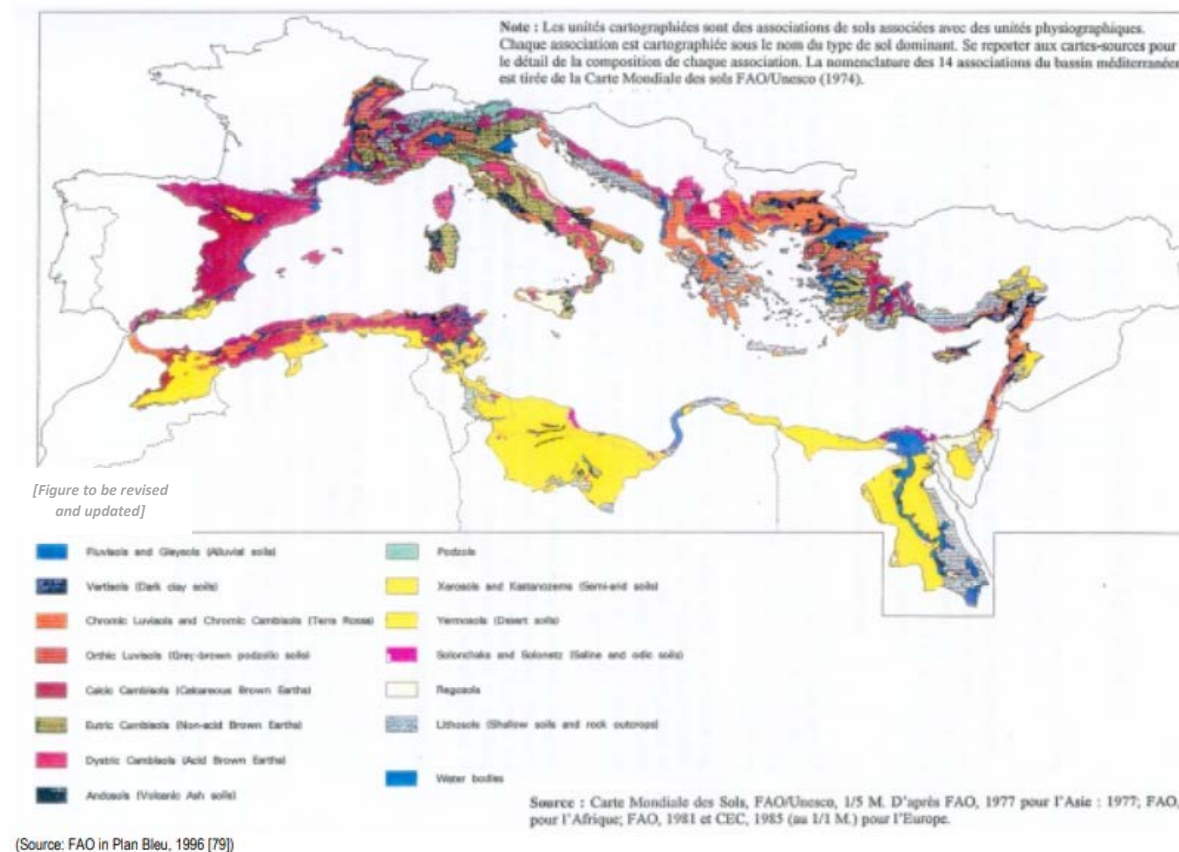 Note : Les unités cartographiées sont des associations de sols associées avec des unités physiographiques.
Chaque association est cartographiée sous le nom du type de sol dominant. Se reporter aux cartes-sources pour
le détail de la composition de chaque association. La nomenclature des 14 associations du bassin méditerranéen
est tirée de la Carte Mondiale des sols FAO/Unesco (1974).
[Figure to be revised
and updated]
Fluvisols and Gleysols (Alluvial soils)
Vertisols (Dark clay soils)
Chromic Luvisols and Chromic Cambisols (Terra Rossa)
Orthic Luvisols (Grey-brown podzolic soils)
Calcic Cambisols (Calcareous Brown Earths)
Eutric Cambisols (Non-acid Brown Earths)
Dystric Cambisols (Acid Brown Earths)
Andosols (Volcanic Ash soils)
Podzols
Xerosols and Kastanozems (Semi-arid soils)
Yermosols (Desert soils)
Solonchaks and Solonetz (Saline and odic soils)
Regosols
Lithosols (Shallow soils and rock outcrops)
Water bodies
Source : Carte Mondiale des Sols, FAO/Unesco, 1/5 M. D'après FAO, 1977 pour l'Asie : 1977; FAO,
pour l'Afrique; FAO, 1981 et CEC, 1985 (au 1/1 M.) pour l'Europe.
(Source: FAO in Plan Bleu, 1996 [79])